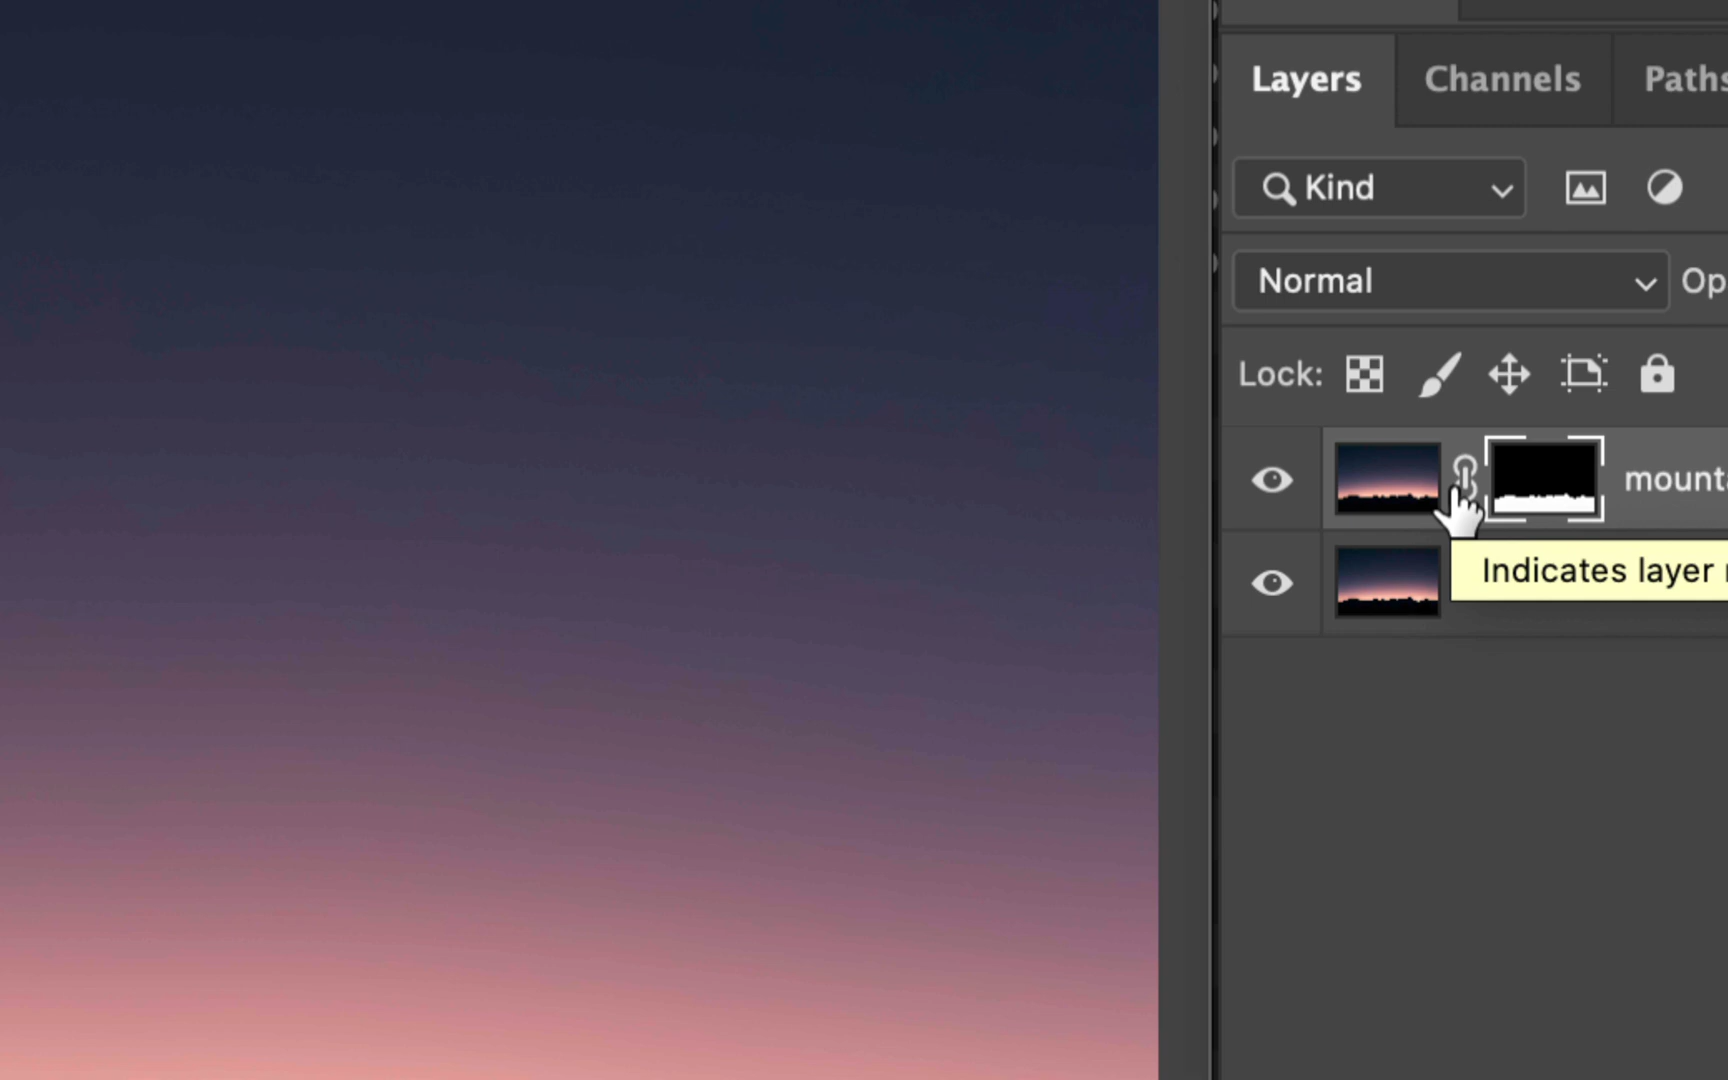 Layers Channels Paths
Kind
Normal Op
Lock:
mount
Indicates layer